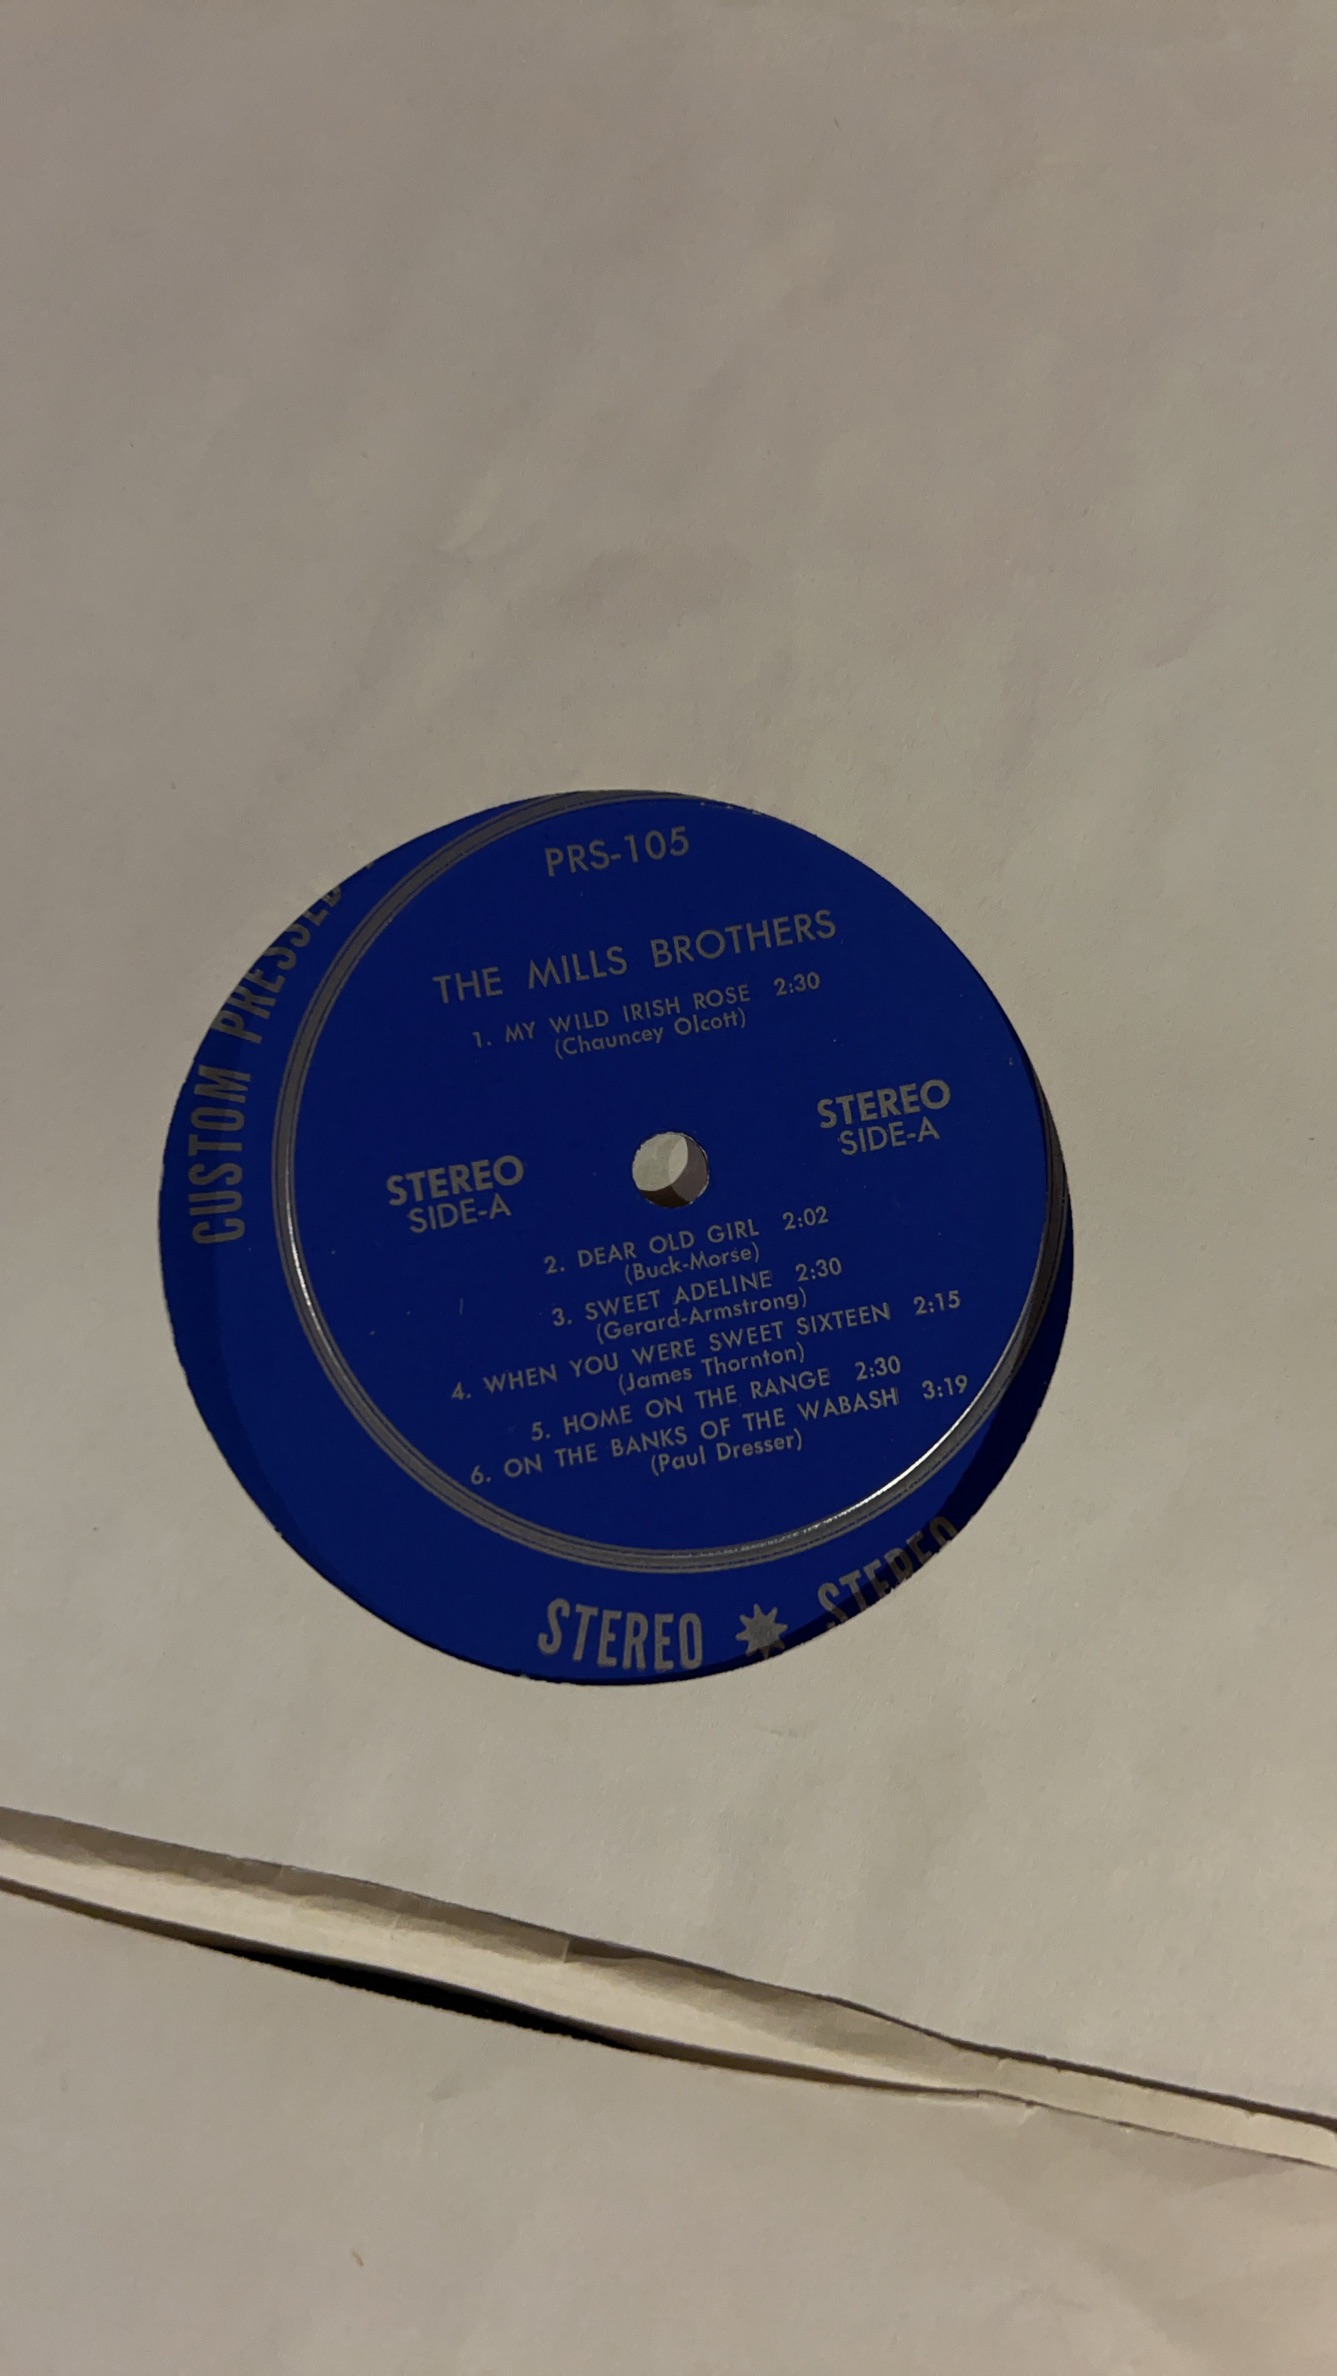 PRS-105
THE MILLS BROTHERS
1. MY WILD IRISH ROSE 2:30
(Chauncey Olcott)
STEREO
SIDE-A
STEREO
SIDE-A
2. DEAR OLD GIRL 2:02
(Buck-Morse)
3. SWEET ADELINE 2:30
(Gerard-Armstrong)
4. WHEN YOU WERE SWEET SIXTEEN 2:15
(James Thornton)
5. HOME ON THE RANGE 2:30
6. ON THE BANKS OF THE WABASH 3:19
(Paul Dresser)
CUSTOM PRESSED
STEREO ✷ STEREO